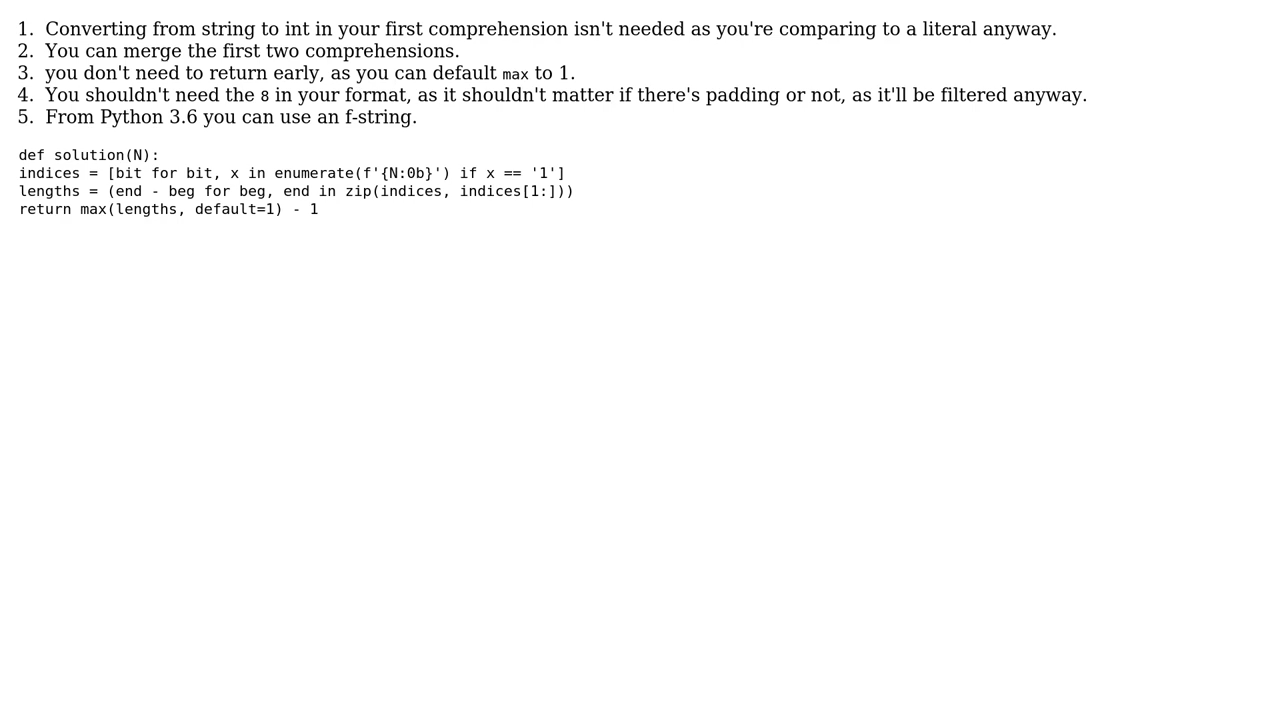 1. Converting from string to int in your first comprehension isn't needed as you're comparing to a literal anyway.
2. You can merge the first two comprehensions.
3. you don't need to return early, as you can default max to 1.
4. You shouldn't need the 8 in your format, as it shouldn't matter if there's padding or not, as it'll be filtered anyway.
5. From Python 3.6 you can use an f-string.
def solution(N):
indices = [bit for bit, x in enumerate(f'{N:0b}') if x == '1']
lengths = (end - beg for beg, end in zip(indices, indices[1:]))
return max(lengths, default=1) - 1